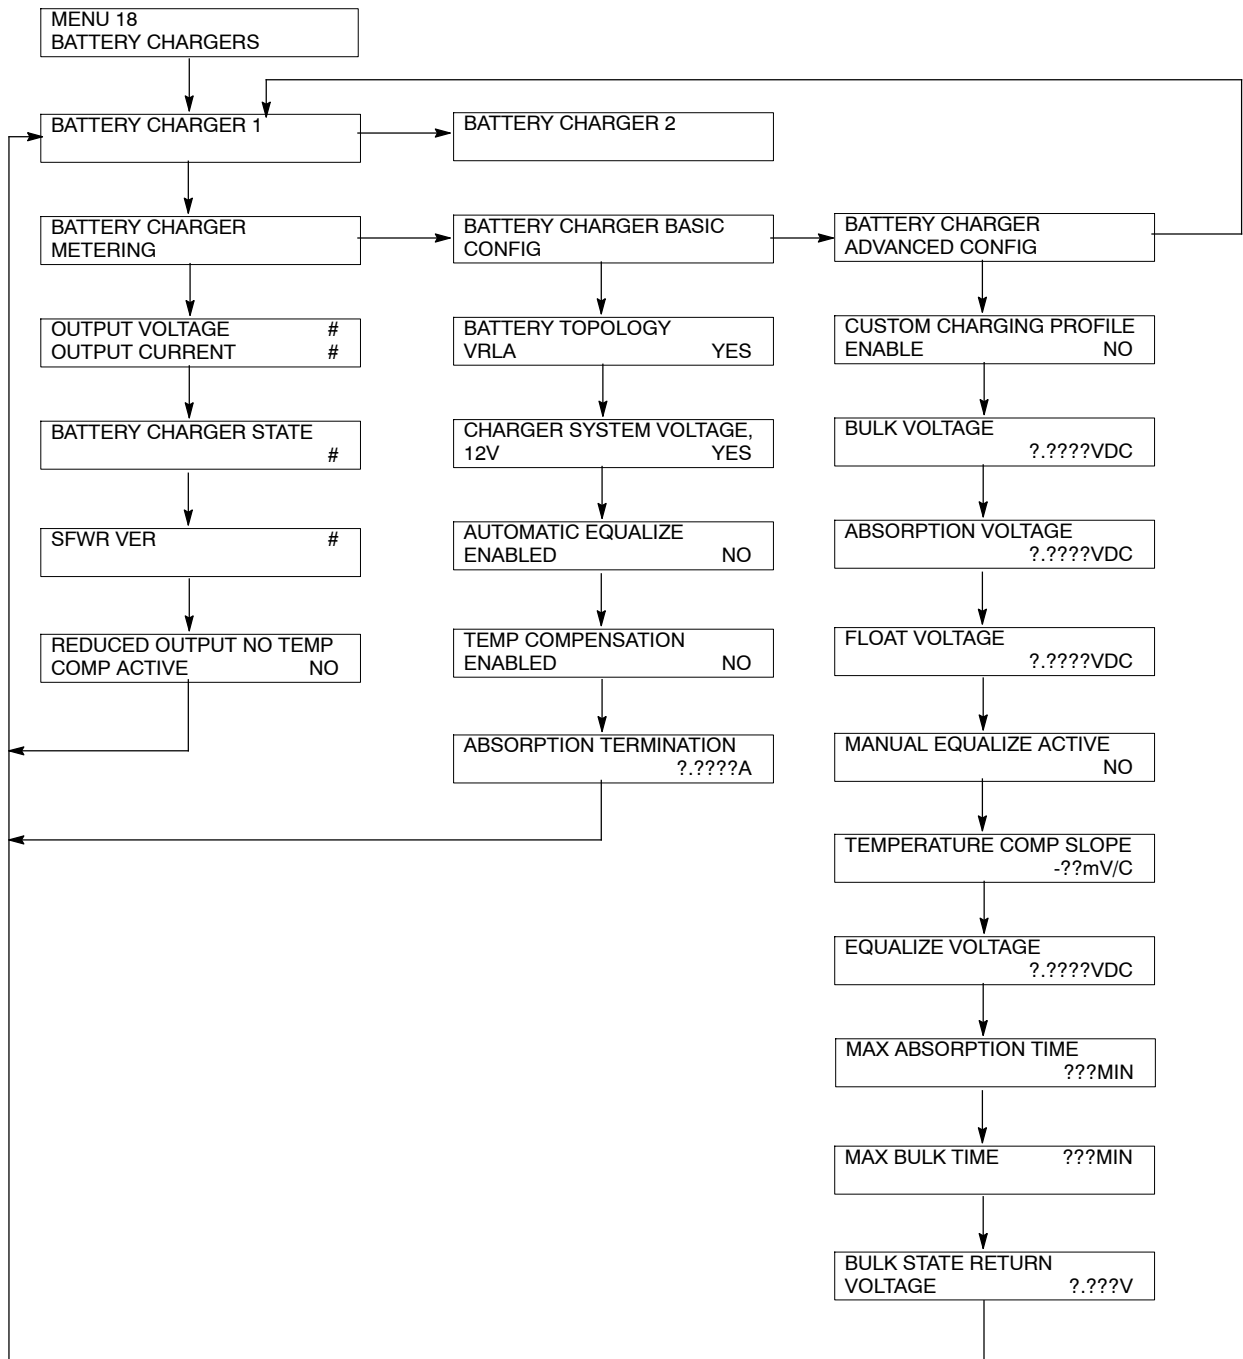 MENU 18
BATTERY CHARGERS
BATTERY CHARGER 1
BATTERY CHARGER 2
BATTERY CHARGER
METERING
BATTERY CHARGER BASIC
CONFIG
BATTERY CHARGER
ADVANCED CONFIG
OUTPUT VOLTAGE #
OUTPUT CURRENT #
BATTERY CHARGER STATE
#
SFWR VER #
REDUCED OUTPUT NO TEMP
COMP ACTIVE NO
BATTERY TOPOLOGY
VRLA YES
CHARGER SYSTEM VOLTAGE,
12V YES
AUTOMATIC EQUALIZE
ENABLED NO
TEMP COMPENSATION
ENABLED NO
ABSORPTION TERMINATION
?.????A
CUSTOM CHARGING PROFILE
ENABLE NO
BULK VOLTAGE
?.????VDC
ABSORPTION VOLTAGE
?.????VDC
FLOAT VOLTAGE
?.????VDC
MANUAL EQUALIZE ACTIVE
NO
TEMPERATURE COMP SLOPE
-??mV/C
EQUALIZE VOLTAGE
?.????VDC
MAX ABSORPTION TIME
???MIN
MAX BULK TIME ???MIN
BULK STATE RETURN
VOLTAGE ?.???V